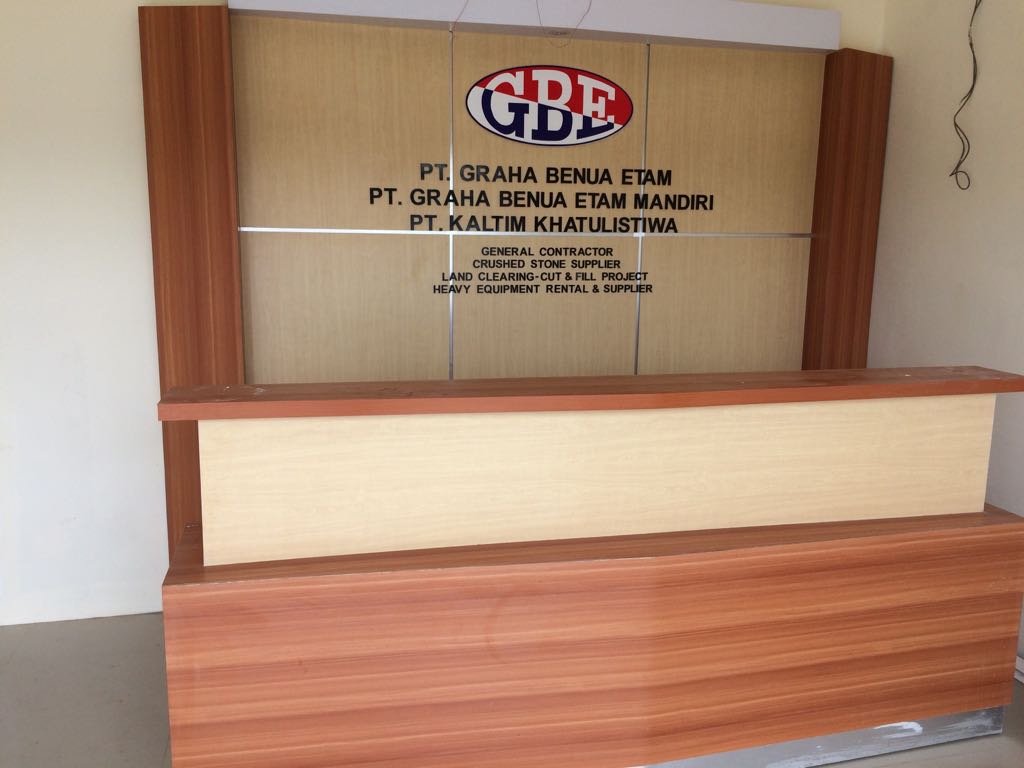 GBE
PT. GRAHA BENUA ETAM
PT. GRAHA BENUA ETAM MANDIRI
PT. KALTIM KHATULISTIWA
GENERAL CONTRACTOR
CRUSHED STONE SUPPLIER
LAND CLEARING-CUT & FILL PROJECT
HEAVY EQUIPMENT RENTAL & SUPPLIER